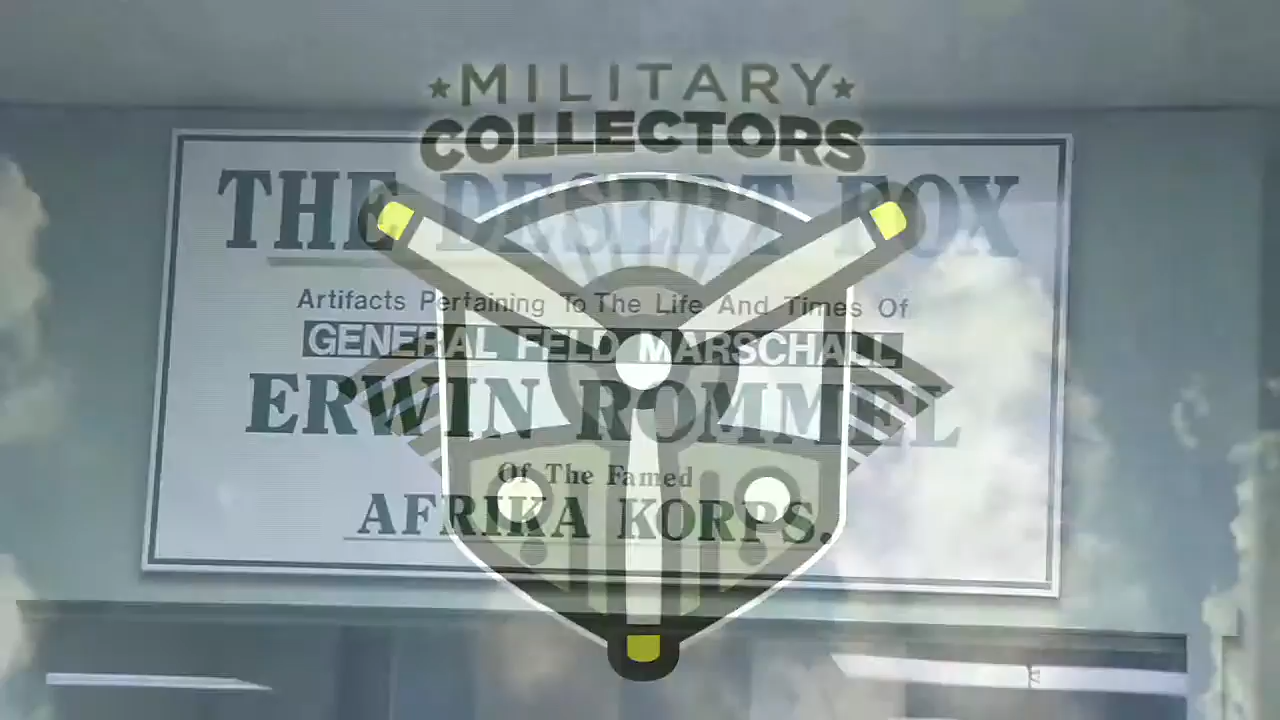 MILITARY
COLLECTORS
THE DESERT FOX
Artifacts Pertaining To The Life And Times Of
GENERAL FELD MARSCHALL
ERWIN ROMMEL
Of The Famed
AFRIKA KORPS.